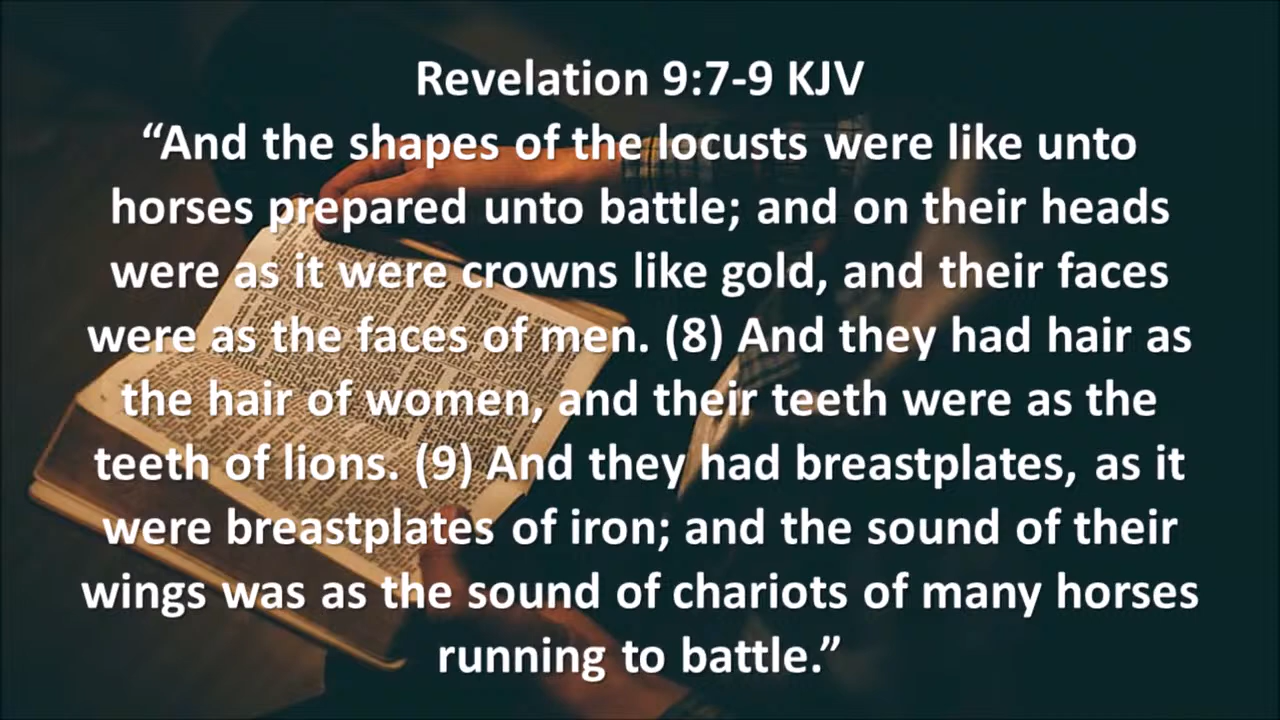 Revelation 9:7-9 KJV
“And the shapes of the locusts were like unto
horses prepared unto battle; and on their heads
were as it were crowns like gold, and their faces
were as the faces of men. (8) And they had hair as
the hair of women, and their teeth were as the
teeth of lions. (9) And they had breastplates, as it
were breastplates of iron; and the sound of their
wings was as the sound of chariots of many horses
running to battle.”